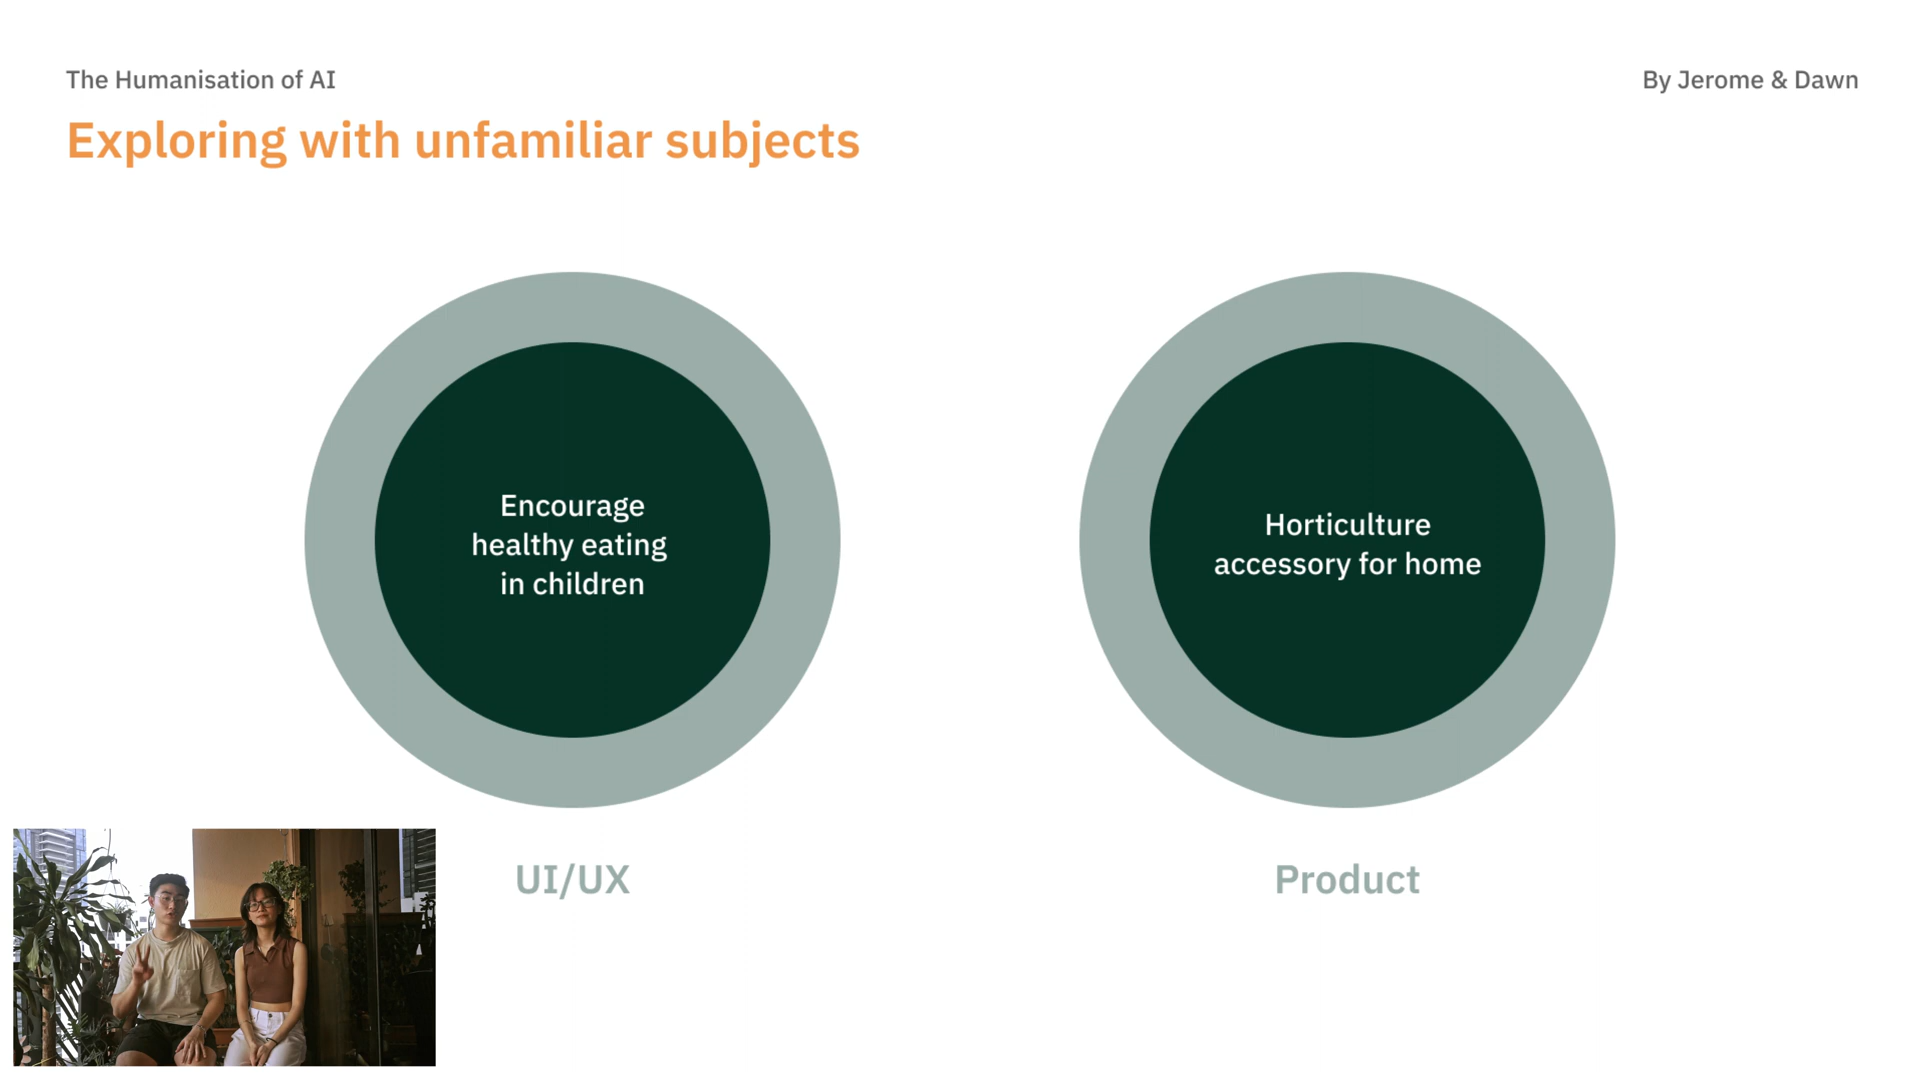 The Humanisation of AI
By Jerome & Dawn
Exploring with unfamiliar subjects
Encourage
healthy eating
in children
Horticulture
accessory for home
UI/UX
Product